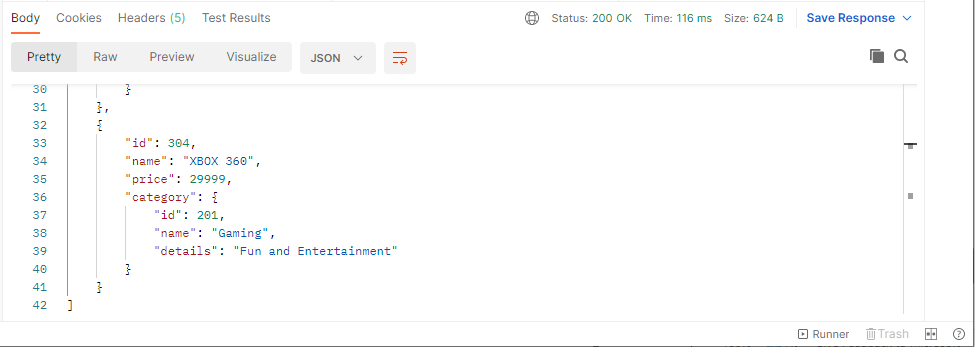 Body Cookies Headers (5) Test Results Status: 200 OK Time: 116 ms Size: 624 B Save Response
Pretty Raw Preview Visualize JSON
30 }
31 },
32 {
33 "id": 304,
34 "name": "XBOX 360",
35 "price": 29999,
36 "category": {
37 "id": 201,
38 "name": "Gaming",
39 "details": "Fun and Entertainment"
40 }
41 }
42 ]
Runner Trash